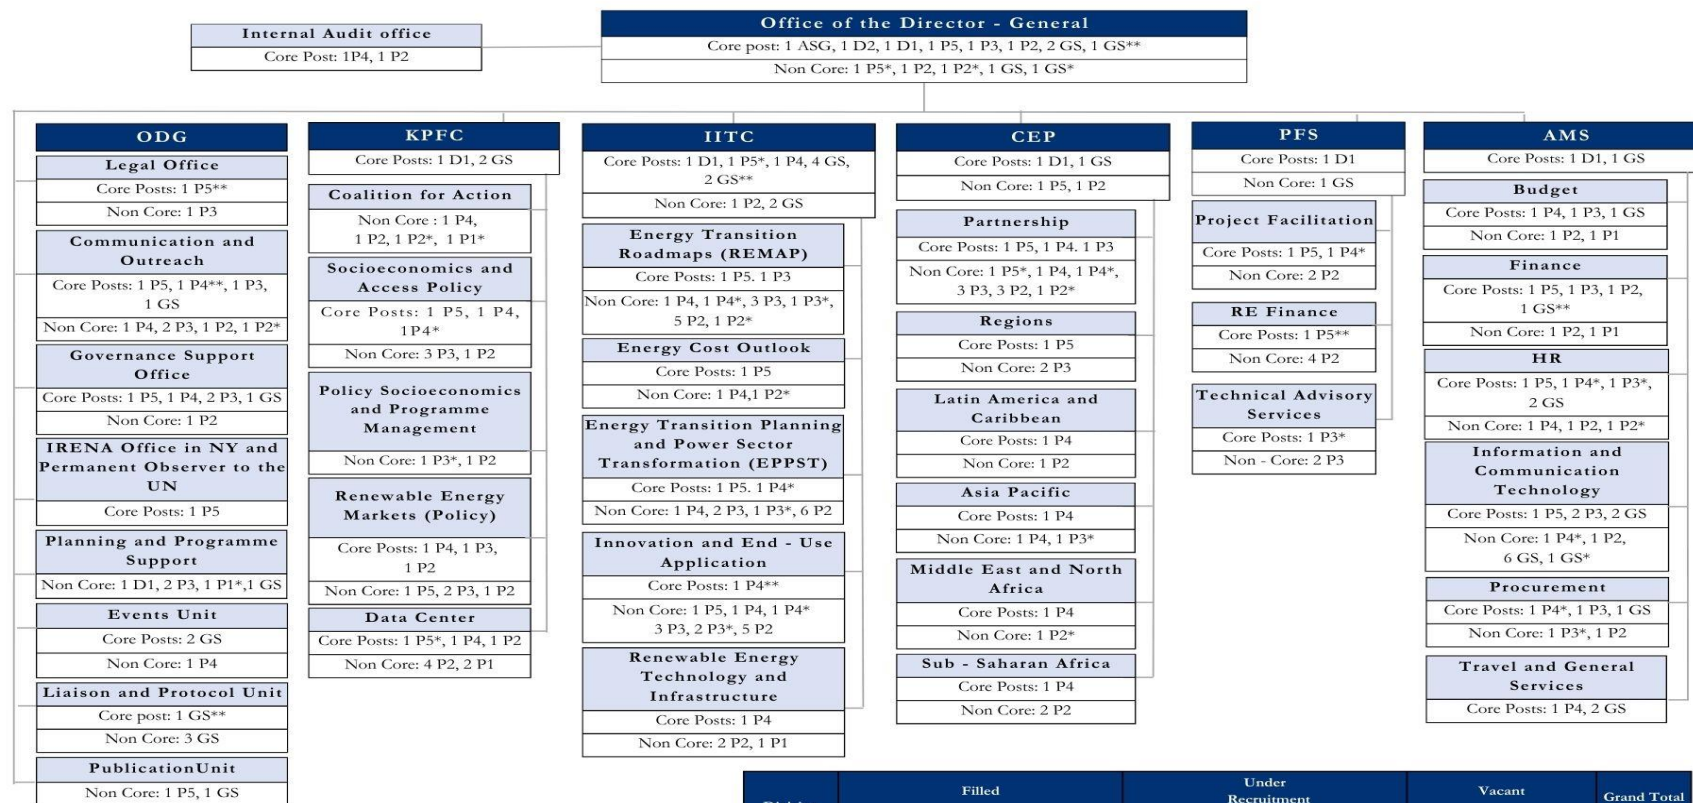 Internal Audit office
Core Post: 1P4, 1 P2
Office of the Director - General
Core post: 1 ASG, 1 D2, 1 D1, 1 P5, 1 P3, 1 P2, 2 GS, 1 GS**
Non Core: 1 P5*, 1 P2, 1 P2*, 1 GS, 1 GS*
ODG
Legal Office
Core Posts: 1 P5**
Non Core: 1 P3
Communication and
Outreach
Core Posts: 1 P5, 1 P4**, 1 P3,
1 GS
Non Core: 1 P4, 2 P3, 1 P2, 1 P2*
Governance Support
Office
Core Posts: 1 P5, 1 P4, 2 P3, 1 GS
Non Core: 1 P2
IRENA Office in NY and
Permanent Observer to the
UN
Core Posts: 1 P5
Planning and Programme
Support
Non Core: 1 D1, 2 P3, 1 P1*,1 GS
Events Unit
Core Posts: 2 GS
Non Core: 1 P4
Liaison and Protocol Unit
Core post: 1 GS**
Non Core: 3 GS
PublicationUnit
Non Core: 1 P5, 1 GS
KPFC
Core Posts: 1 D1, 2 GS
Coalition for Action
Non Core : 1 P4,
1 P2, 1 P2*, 1 P1*
Socioeconomics and
Access Policy
Core Posts: 1 P5, 1 P4,
1P4*
Non Core: 3 P3, 1 P2
Policy Socioeconomics
and Programme
Management
Non Core: 1 P3*, 1 P2
Renewable Energy
Markets (Policy)
Core Posts: 1 P4, 1 P3,
1 P2
Non Core: 1 P5, 2 P3, 1 P2
Data Center
Core Posts: 1 P5*, 1 P4, 1 P2
Non Core: 4 P2, 2 P1
IITC
Core Posts: 1 D1, 1 P5*, 1 P4, 4 GS,
2 GS**
Non Core: 1 P2, 2 GS
Energy Transition
Roadmaps (REMAP)
Core Posts: 1 P5. 1 P3
Non Core: 1 P4, 1 P4*, 3 P3, 1 P3*,
5 P2, 1 P2*
Energy Cost Outlook
Core Posts: 1 P5
Non Core: 1 P4,1 P2*
Energy Transition Planning
and Power Sector
Transformation (EPPST)
Core Posts: 1 P5. 1 P4*
Non Core: 1 P4, 2 P3, 1 P3*, 6 P2
Innovation and End - Use
Application
Core Posts: 1 P4**
Non Core: 1 P5, 1 P4, 1 P4*
3 P3, 2 P3*, 5 P2
Renewable Energy
Technology and
Infrastructure
Core Posts: 1 P4
Non Core: 2 P2, 1 P1
CEP
Core Posts: 1 D1, 1 GS
Non Core: 1 P5, 1 P2
Partnership
Core Posts: 1 P5, 1 P4. 1 P3
Non Core: 1 P5*, 1 P4, 1 P4*,
3 P3, 3 P2, 1 P2*
Regions
Core Posts: 1 P5
Non Core: 2 P3
Latin America and
Caribbean
Core Posts: 1 P4
Non Core: 1 P2
Asia Pacific
Core Posts: 1 P4
Non Core: 1 P4, 1 P3*
Middle East and North
Africa
Core Posts: 1 P4
Non Core: 1 P2*
Sub - Saharan Africa
Core Posts: 1 P4
Non Core: 2 P2
PFS
Core Posts: 1 D1
Non Core: 1 GS
Project Facilitation
Core Posts: 1 P5, 1 P4*
Non Core: 2 P2
RE Finance
Core Posts: 1 P5**
Non Core: 4 P2
Technical Advisory
Services
Core Posts: 1 P3*
Non - Core: 2 P3
AMS
Core Posts: 1 D1, 1 GS
Budget
Core Posts: 1 P4, 1 P3, 1 GS
Non Core: 1 P2, 1 P1
Finance
Core Posts: 1 P5, 1 P3, 1 P2,
1 GS**
Non Core: 1 P2, 1 P1
HR
Core Posts: 1 P5, 1 P4*, 1 P3*,
2 GS
Non Core: 1 P4, 1 P2, 1 P2*
Information and
Communication
Technology
Core Posts: 1 P5, 2 P3, 2 GS
Non Core: 1 P4*, 1 P2,
6 GS, 1 GS*
Procurement
Core Posts: 1 P4*, 1 P3, 1 GS
Non Core: 1 P3*, 1 P2
Travel and General
Services
Core Posts: 1 P4, 2 GS
Filled
Under
Recruitment
Vacant
Grand Total